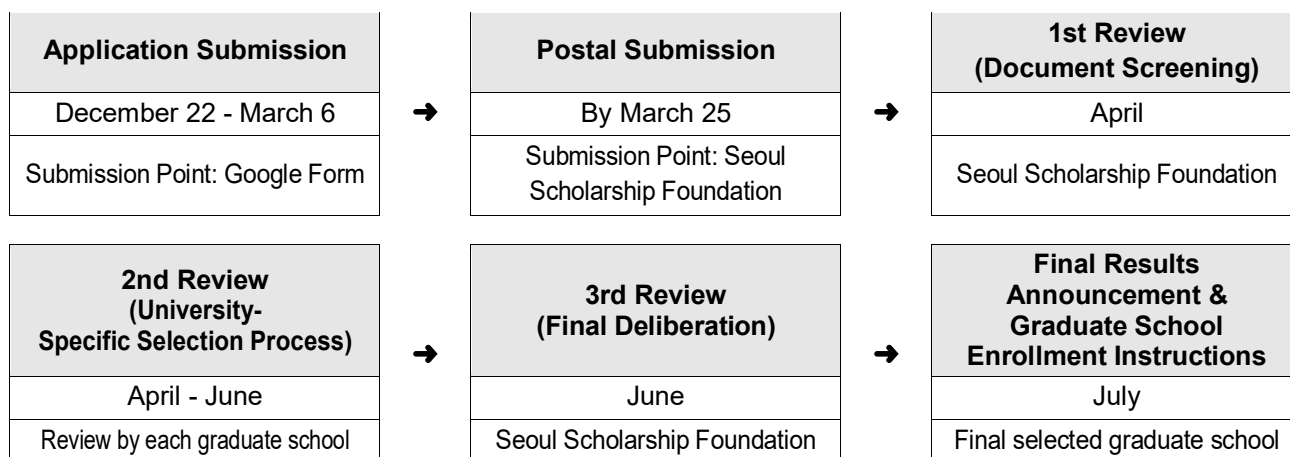 Application Submission
December 22 - March 6
Submission Point: Google Form
➜
Postal Submission
By March 25
Submission Point: Seoul
Scholarship Foundation
➜
1st Review
(Document Screening)
April
Seoul Scholarship Foundation
2nd Review
(University-
Specific Selection Process)
April - June
Review by each graduate school
➜
3rd Review
(Final Deliberation)
June
Seoul Scholarship Foundation
➜
Final Results
Announcement &
Graduate School
Enrollment Instructions
July
Final selected graduate school